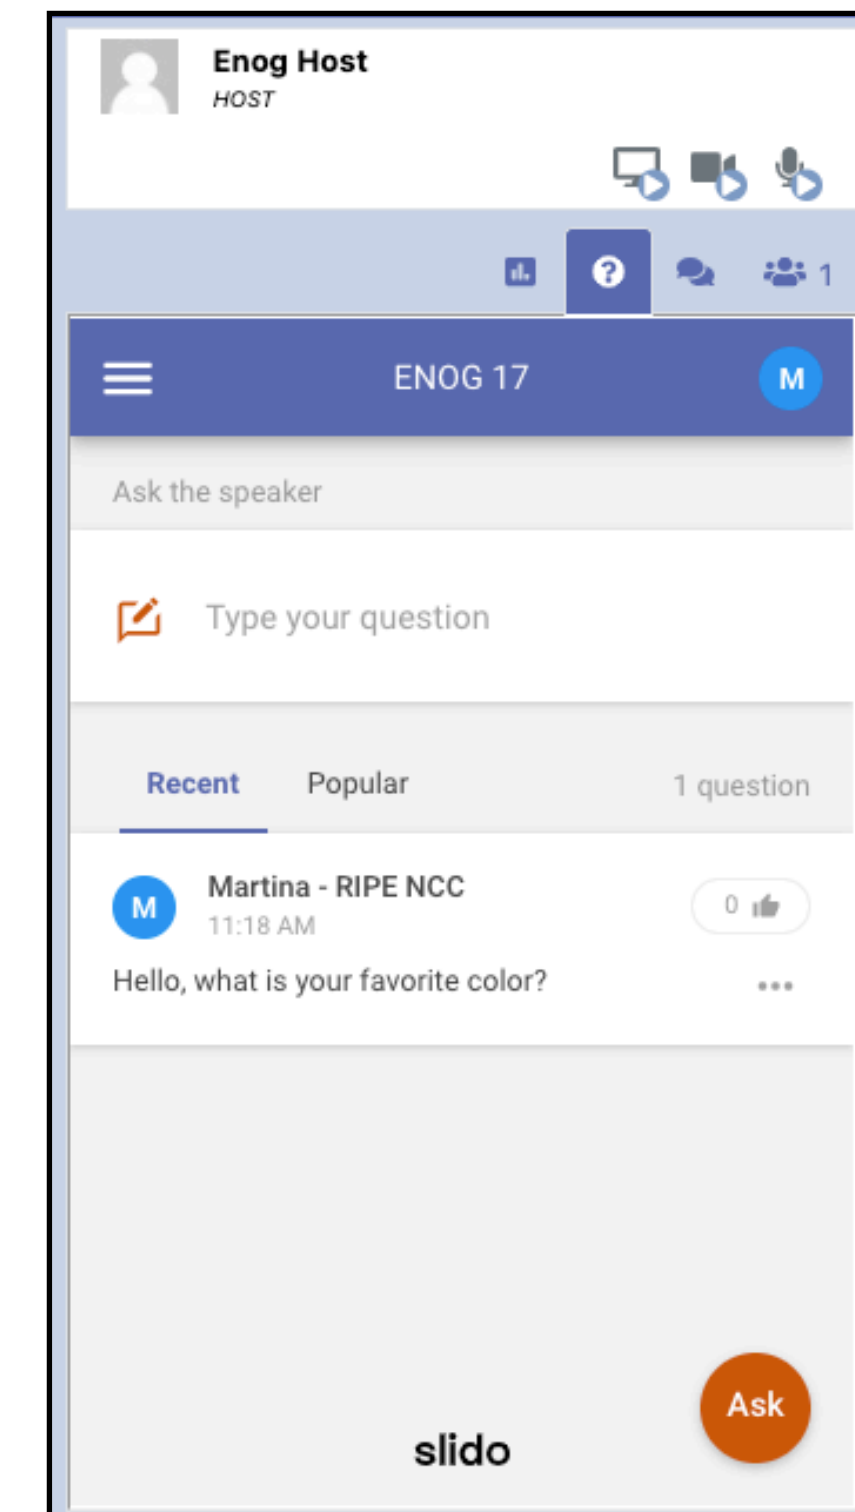 Enog Host
HOST
? 1
ENOG 17 M
Ask the speaker
Type your question
Recent Popular 1 question
M Martina - RIPE NCC 0
11:18 AM
Hello, what is your favorite color?
Ask
slido